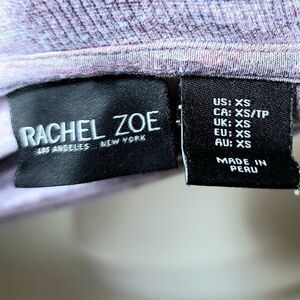 RACHEL ZOE
LOS ANGELES NEW YORK
US: XS
CA: XS/TP
UK: XS
EU: XS
AU: XS
MADE IN
PERU